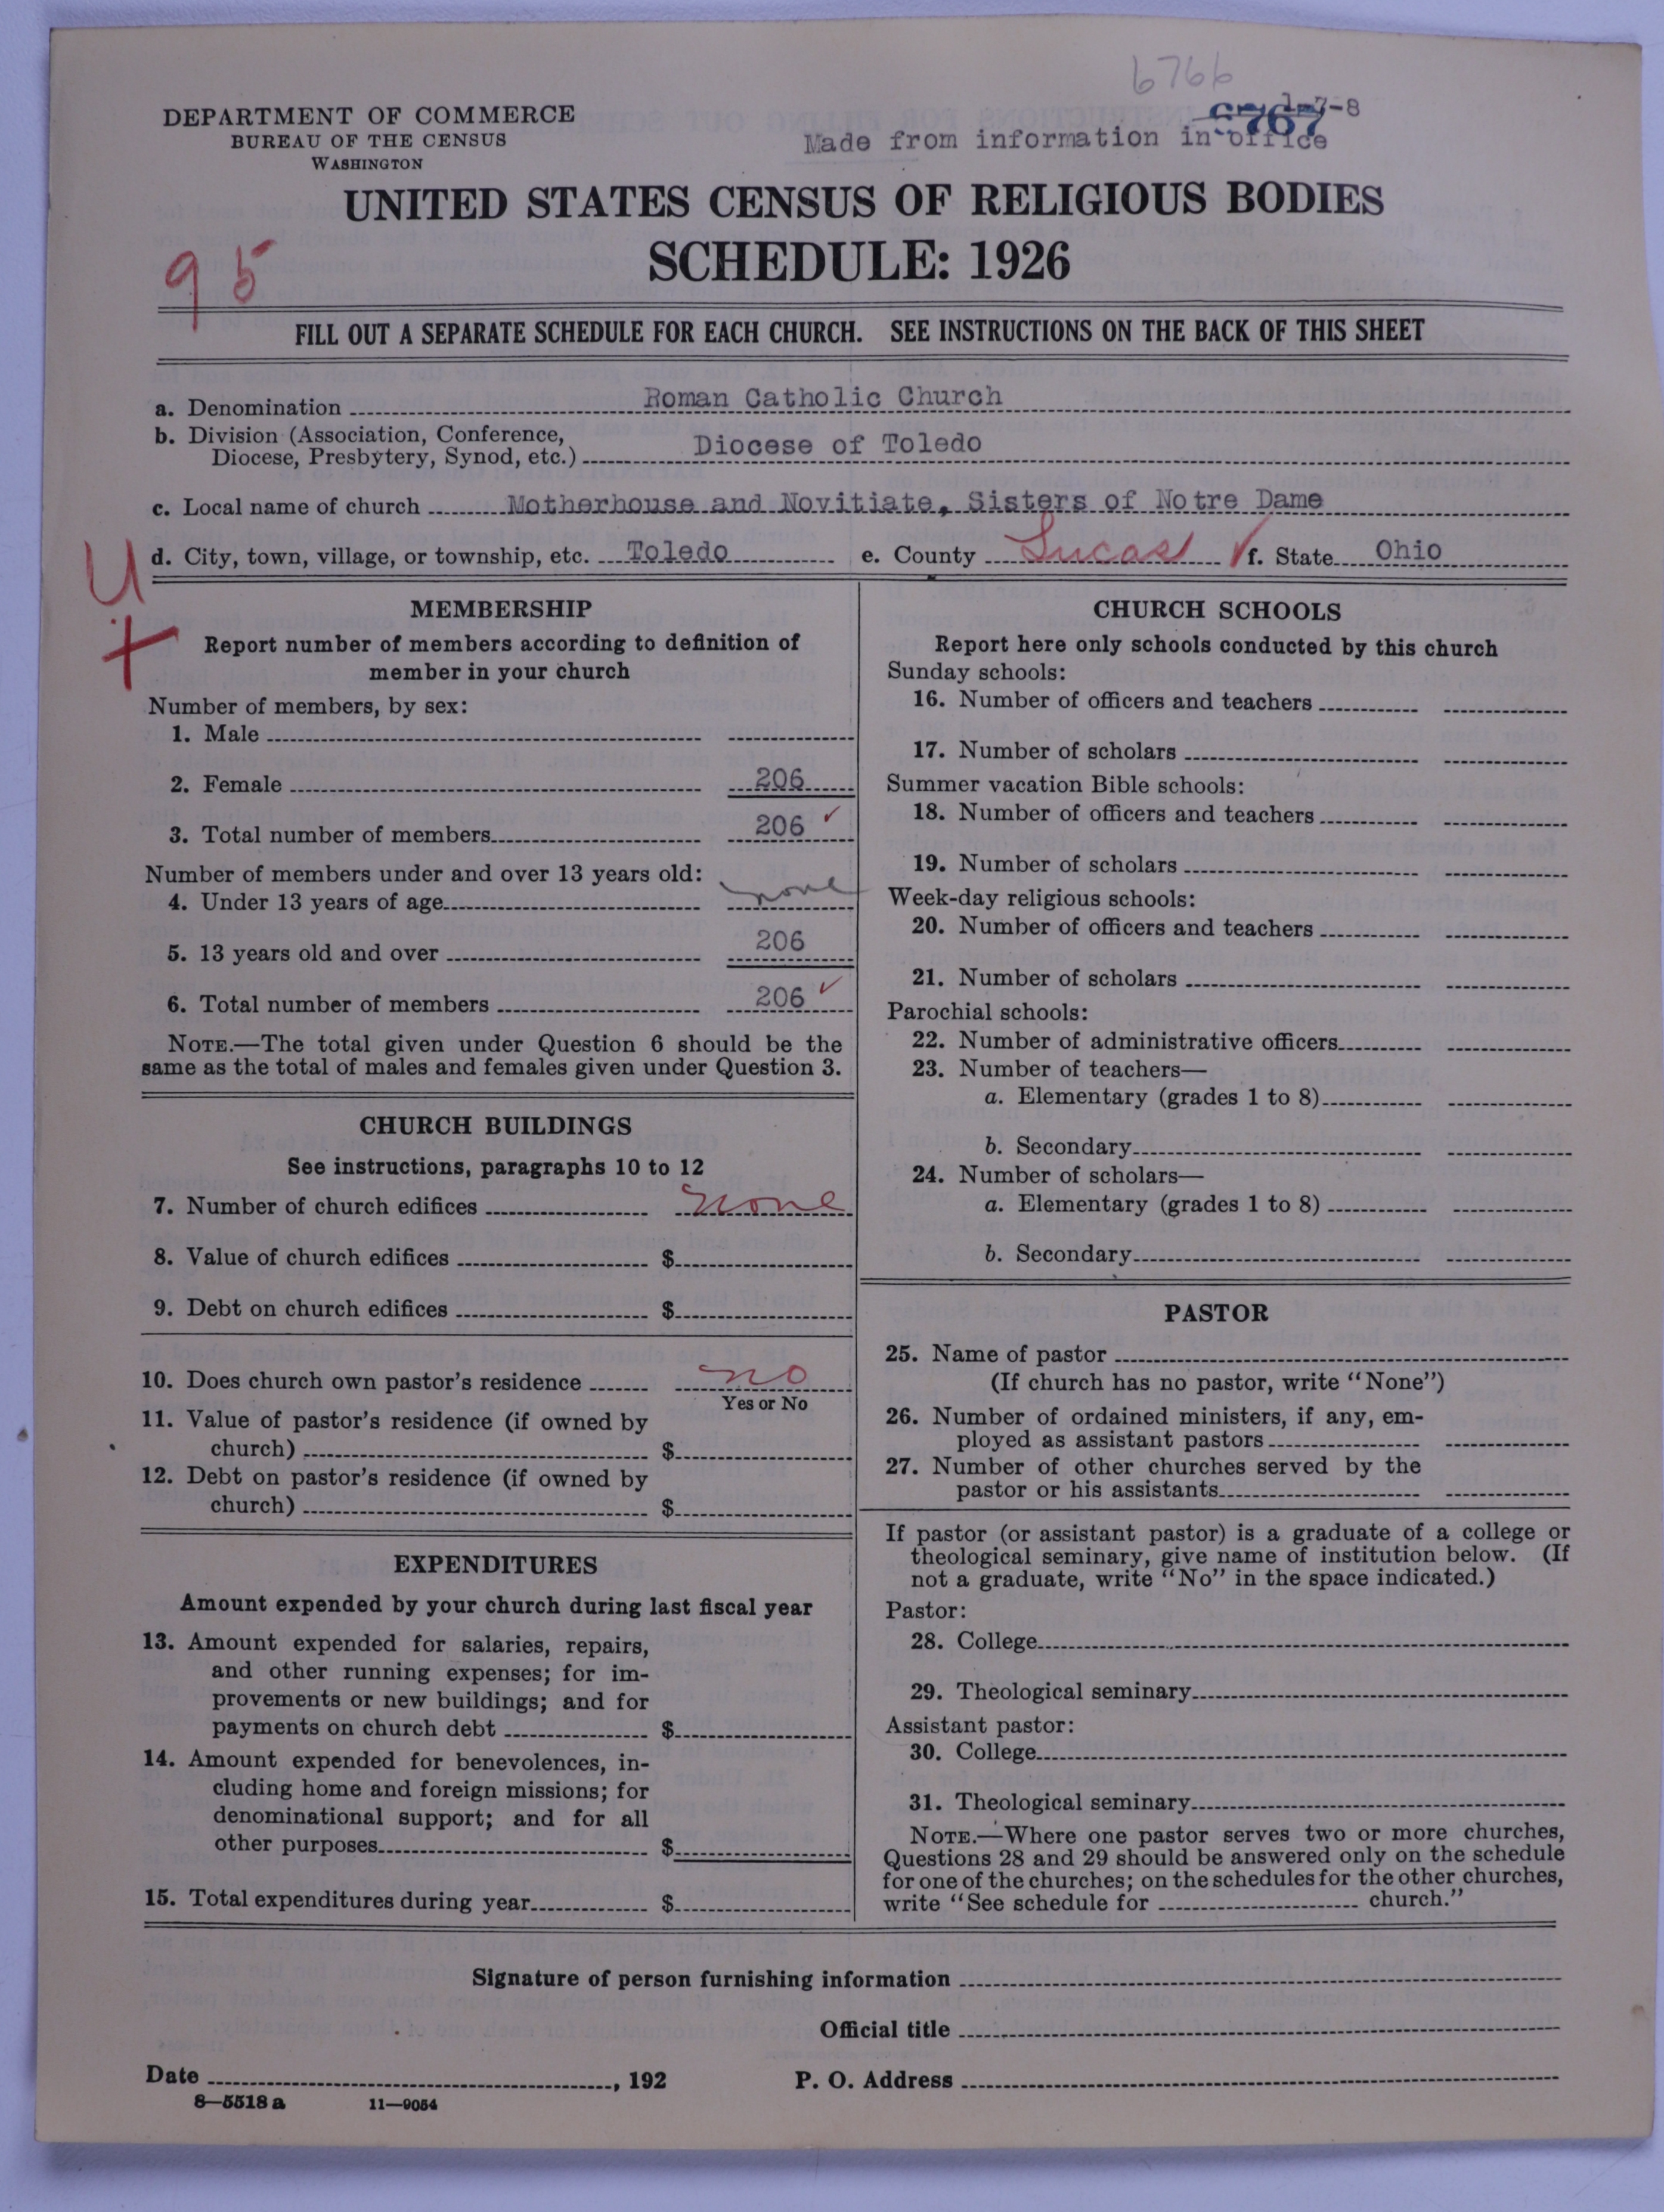 6766
1-7-8
6767
Made from information in office
DEPARTMENT OF COMMERCE
BUREAU OF THE CENSUS
WASHINGTON
UNITED STATES CENSUS OF RELIGIOUS BODIES
SCHEDULE: 1926
95
FILL OUT A SEPARATE SCHEDULE FOR EACH CHURCH. SEE INSTRUCTIONS ON THE BACK OF THIS SHEET
a. Denomination Roman Catholic Church
b. Division (Association, Conference,
Diocese, Presbytery, Synod, etc.) Diocese of Toledo
c. Local name of church Motherhouse and Novitiate, Sisters of Notre Dame
U
d. City, town, village, or township, etc. Toledo e. County Lucas ✓ f. State Ohio
+
MEMBERSHIP
Report number of members according to definition of
member in your church
Number of members, by sex:
1. Male
2. Female 206
3. Total number of members 206 ✓
Number of members under and over 13 years old:
4. Under 13 years of age none
5. 13 years old and over 206
6. Total number of members 206 ✓
NOTE.—The total given under Question 6 should be the
same as the total of males and females given under Question 3.
CHURCH BUILDINGS
See instructions, paragraphs 10 to 12
7. Number of church edifices none
8. Value of church edifices $
9. Debt on church edifices $
10. Does church own pastor's residence no
Yes or No
11. Value of pastor's residence (if owned by
church) $
12. Debt on pastor's residence (if owned by
church) $
EXPENDITURES
Amount expended by your church during last fiscal year
13. Amount expended for salaries, repairs,
and other running expenses; for im-
provements or new buildings; and for
payments on church debt $
14. Amount expended for benevolences, in-
cluding home and foreign missions; for
denominational support; and for all
other purposes $
15. Total expenditures during year $
CHURCH SCHOOLS
Report here only schools conducted by this church
Sunday schools:
16. Number of officers and teachers
17. Number of scholars
Summer vacation Bible schools:
18. Number of officers and teachers
19. Number of scholars
Week-day religious schools:
20. Number of officers and teachers
21. Number of scholars
Parochial schools:
22. Number of administrative officers
23. Number of teachers—
a. Elementary (grades 1 to 8)
b. Secondary
24. Number of scholars—
a. Elementary (grades 1 to 8)
b. Secondary
PASTOR
25. Name of pastor
(If church has no pastor, write "None")
26. Number of ordained ministers, if any, em-
ployed as assistant pastors
27. Number of other churches served by the
pastor or his assistants
If pastor (or assistant pastor) is a graduate of a college or
theological seminary, give name of institution below. (If
not a graduate, write "No" in the space indicated.)
Pastor:
28. College
29. Theological seminary
Assistant pastor:
30. College
31. Theological seminary
NOTE.—Where one pastor serves two or more churches,
Questions 28 and 29 should be answered only on the schedule
for one of the churches; on the schedules for the other churches,
write "See schedule for church."
Signature of person furnishing information
Official title
Date , 192 P. O. Address
8—5518 a 11—9054